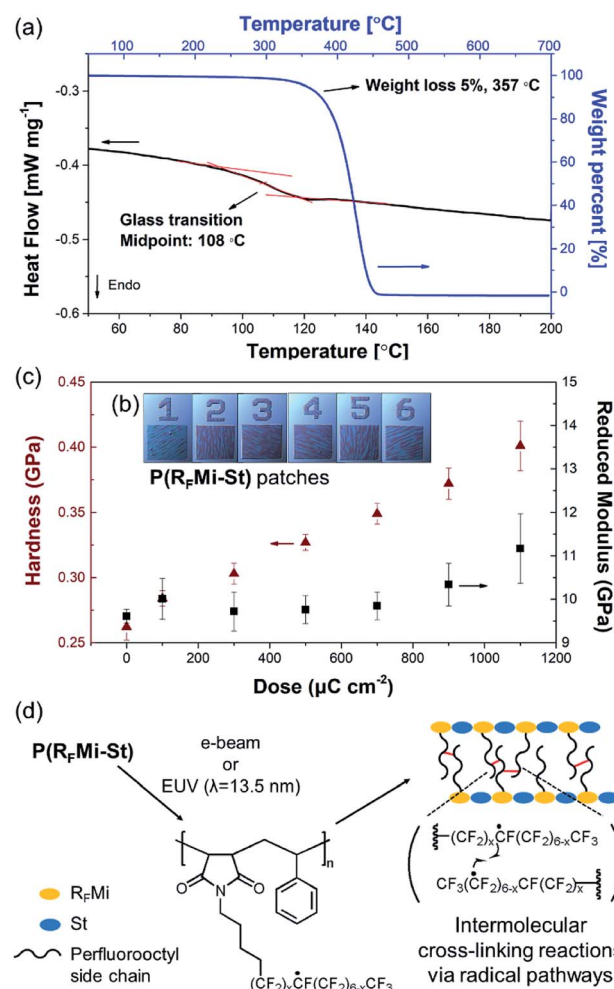 (a)
Temperature [°C]
100 200 300 400 500 600 700
Heat Flow [mW mg⁻¹]
-0.3
-0.4
-0.5
-0.6
Weight loss 5%, 357 °C
Glass transition
Midpoint: 108 °C
Endo
100
80
60
40
20
0
Weight percent [%]
60 80 100 120 140 160 180 200
Temperature [°C]
(c)
Hardness (GPa)
0.45
0.40
0.35
0.30
0.25
(b)
1 2 3 4 5 6
P(R_FMi-St) patches
15
14
13
12
11
10
9
Reduced Modulus
(GPa)
0 200 400 600 800 1000 1200
Dose (µC cm⁻²)
(d)
P(R_FMi-St)
e-beam
or
EUV (λ=13.5 nm)
n
O N O
(CF₂)ₓĊF(CF₂)₆₋ₓCF₃
R_FMi
St
Perfluorooctyl
side chain
(CF₂)ₓĊF(CF₂)₆₋ₓCF₃
CF₃(CF₂)₆₋ₓĊF(CF₂)ₓ
Intermolecular
cross-linking reactions
via radical pathways